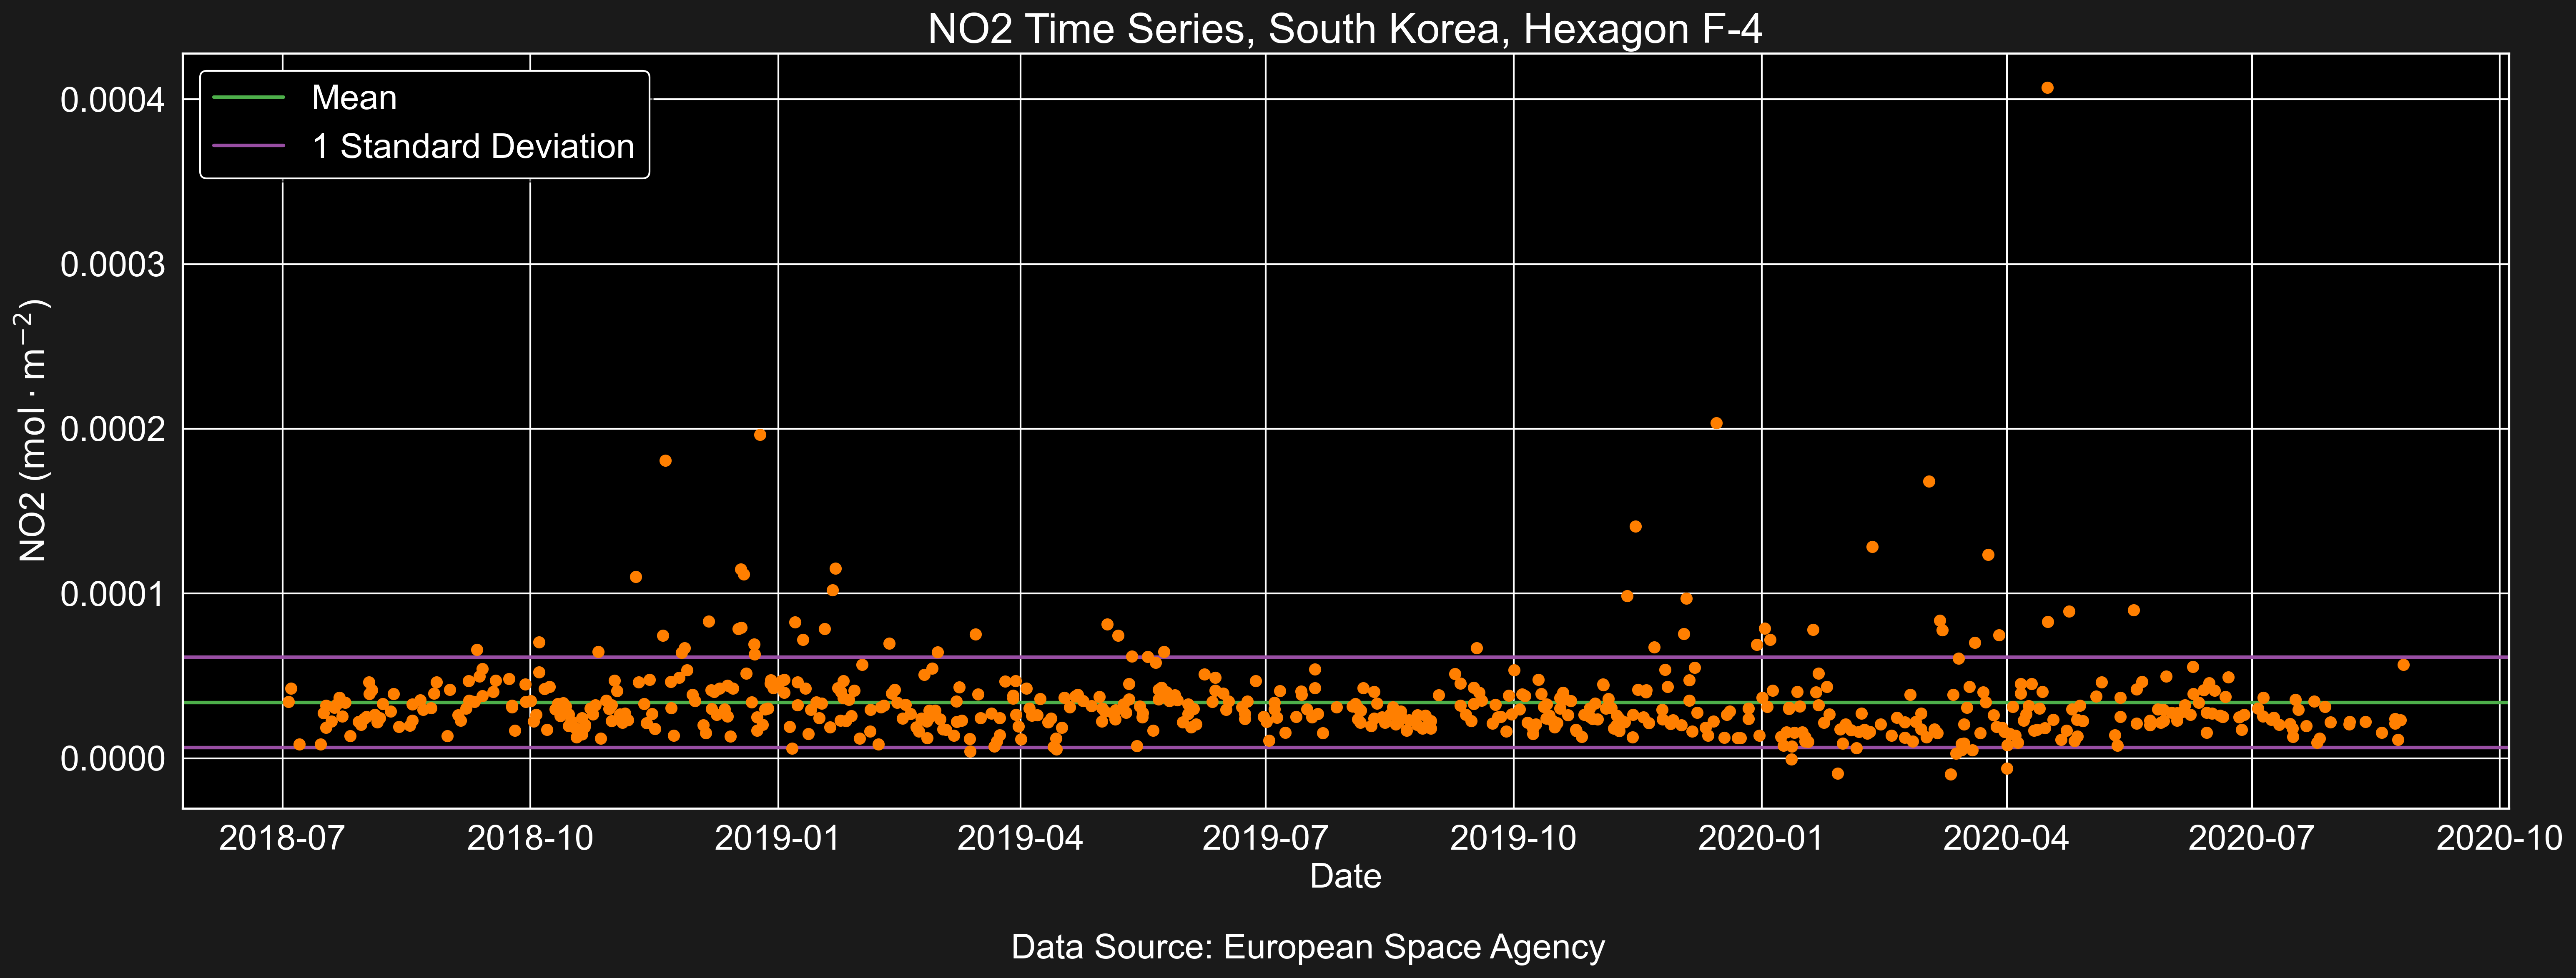 NO2 Time Series, South Korea, Hexagon F-4
Mean
1 Standard Deviation
NO2 (mol · m⁻²)
0.0004
0.0003
0.0002
0.0001
0.0000
2018-07 2018-10 2019-01 2019-04 2019-07 2019-10 2020-01 2020-04 2020-07 2020-10
Date
Data Source: European Space Agency